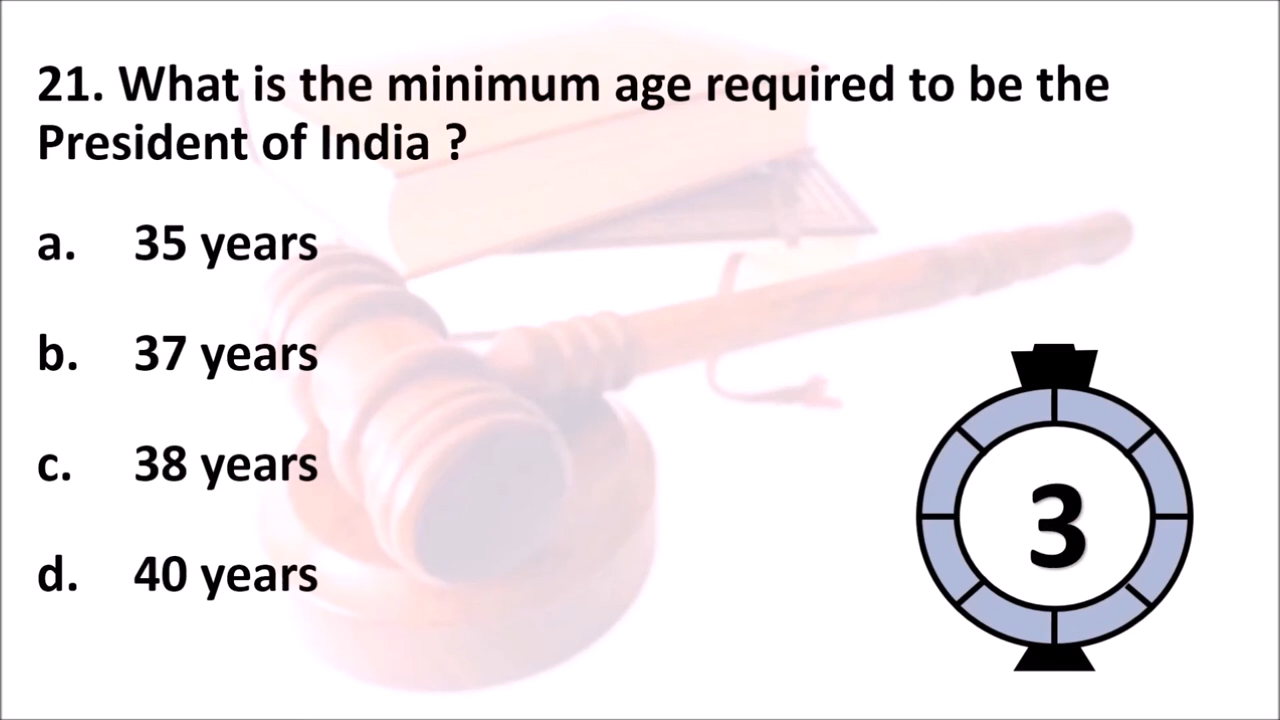 21. What is the minimum age required to be the
President of India ?
a. 35 years
b. 37 years
c. 38 years
d. 40 years
3